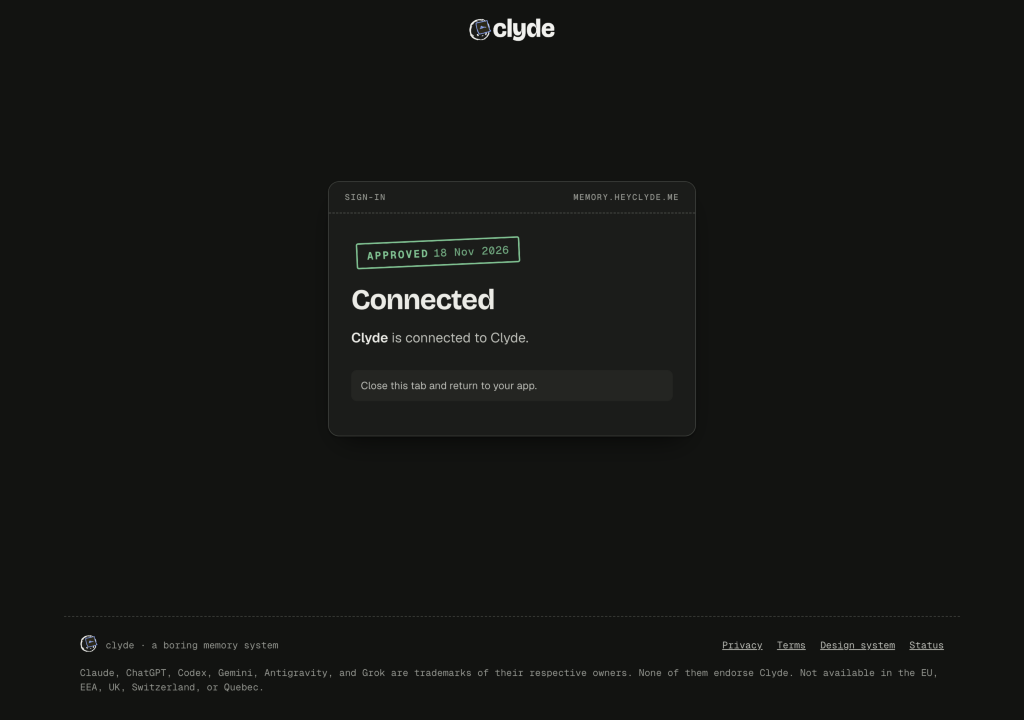 clyde
SIGN-IN MEMORY.HEYCLYDE.ME
APPROVED 18 Nov 2026
Connected
Clyde is connected to Clyde.
Close this tab and return to your app.
clyde · a boring memory system Privacy Terms Design system Status
Claude, ChatGPT, Codex, Gemini, Antigravity, and Grok are trademarks of their respective owners. None of them endorse Clyde. Not available in the EU,
EEA, UK, Switzerland, or Quebec.